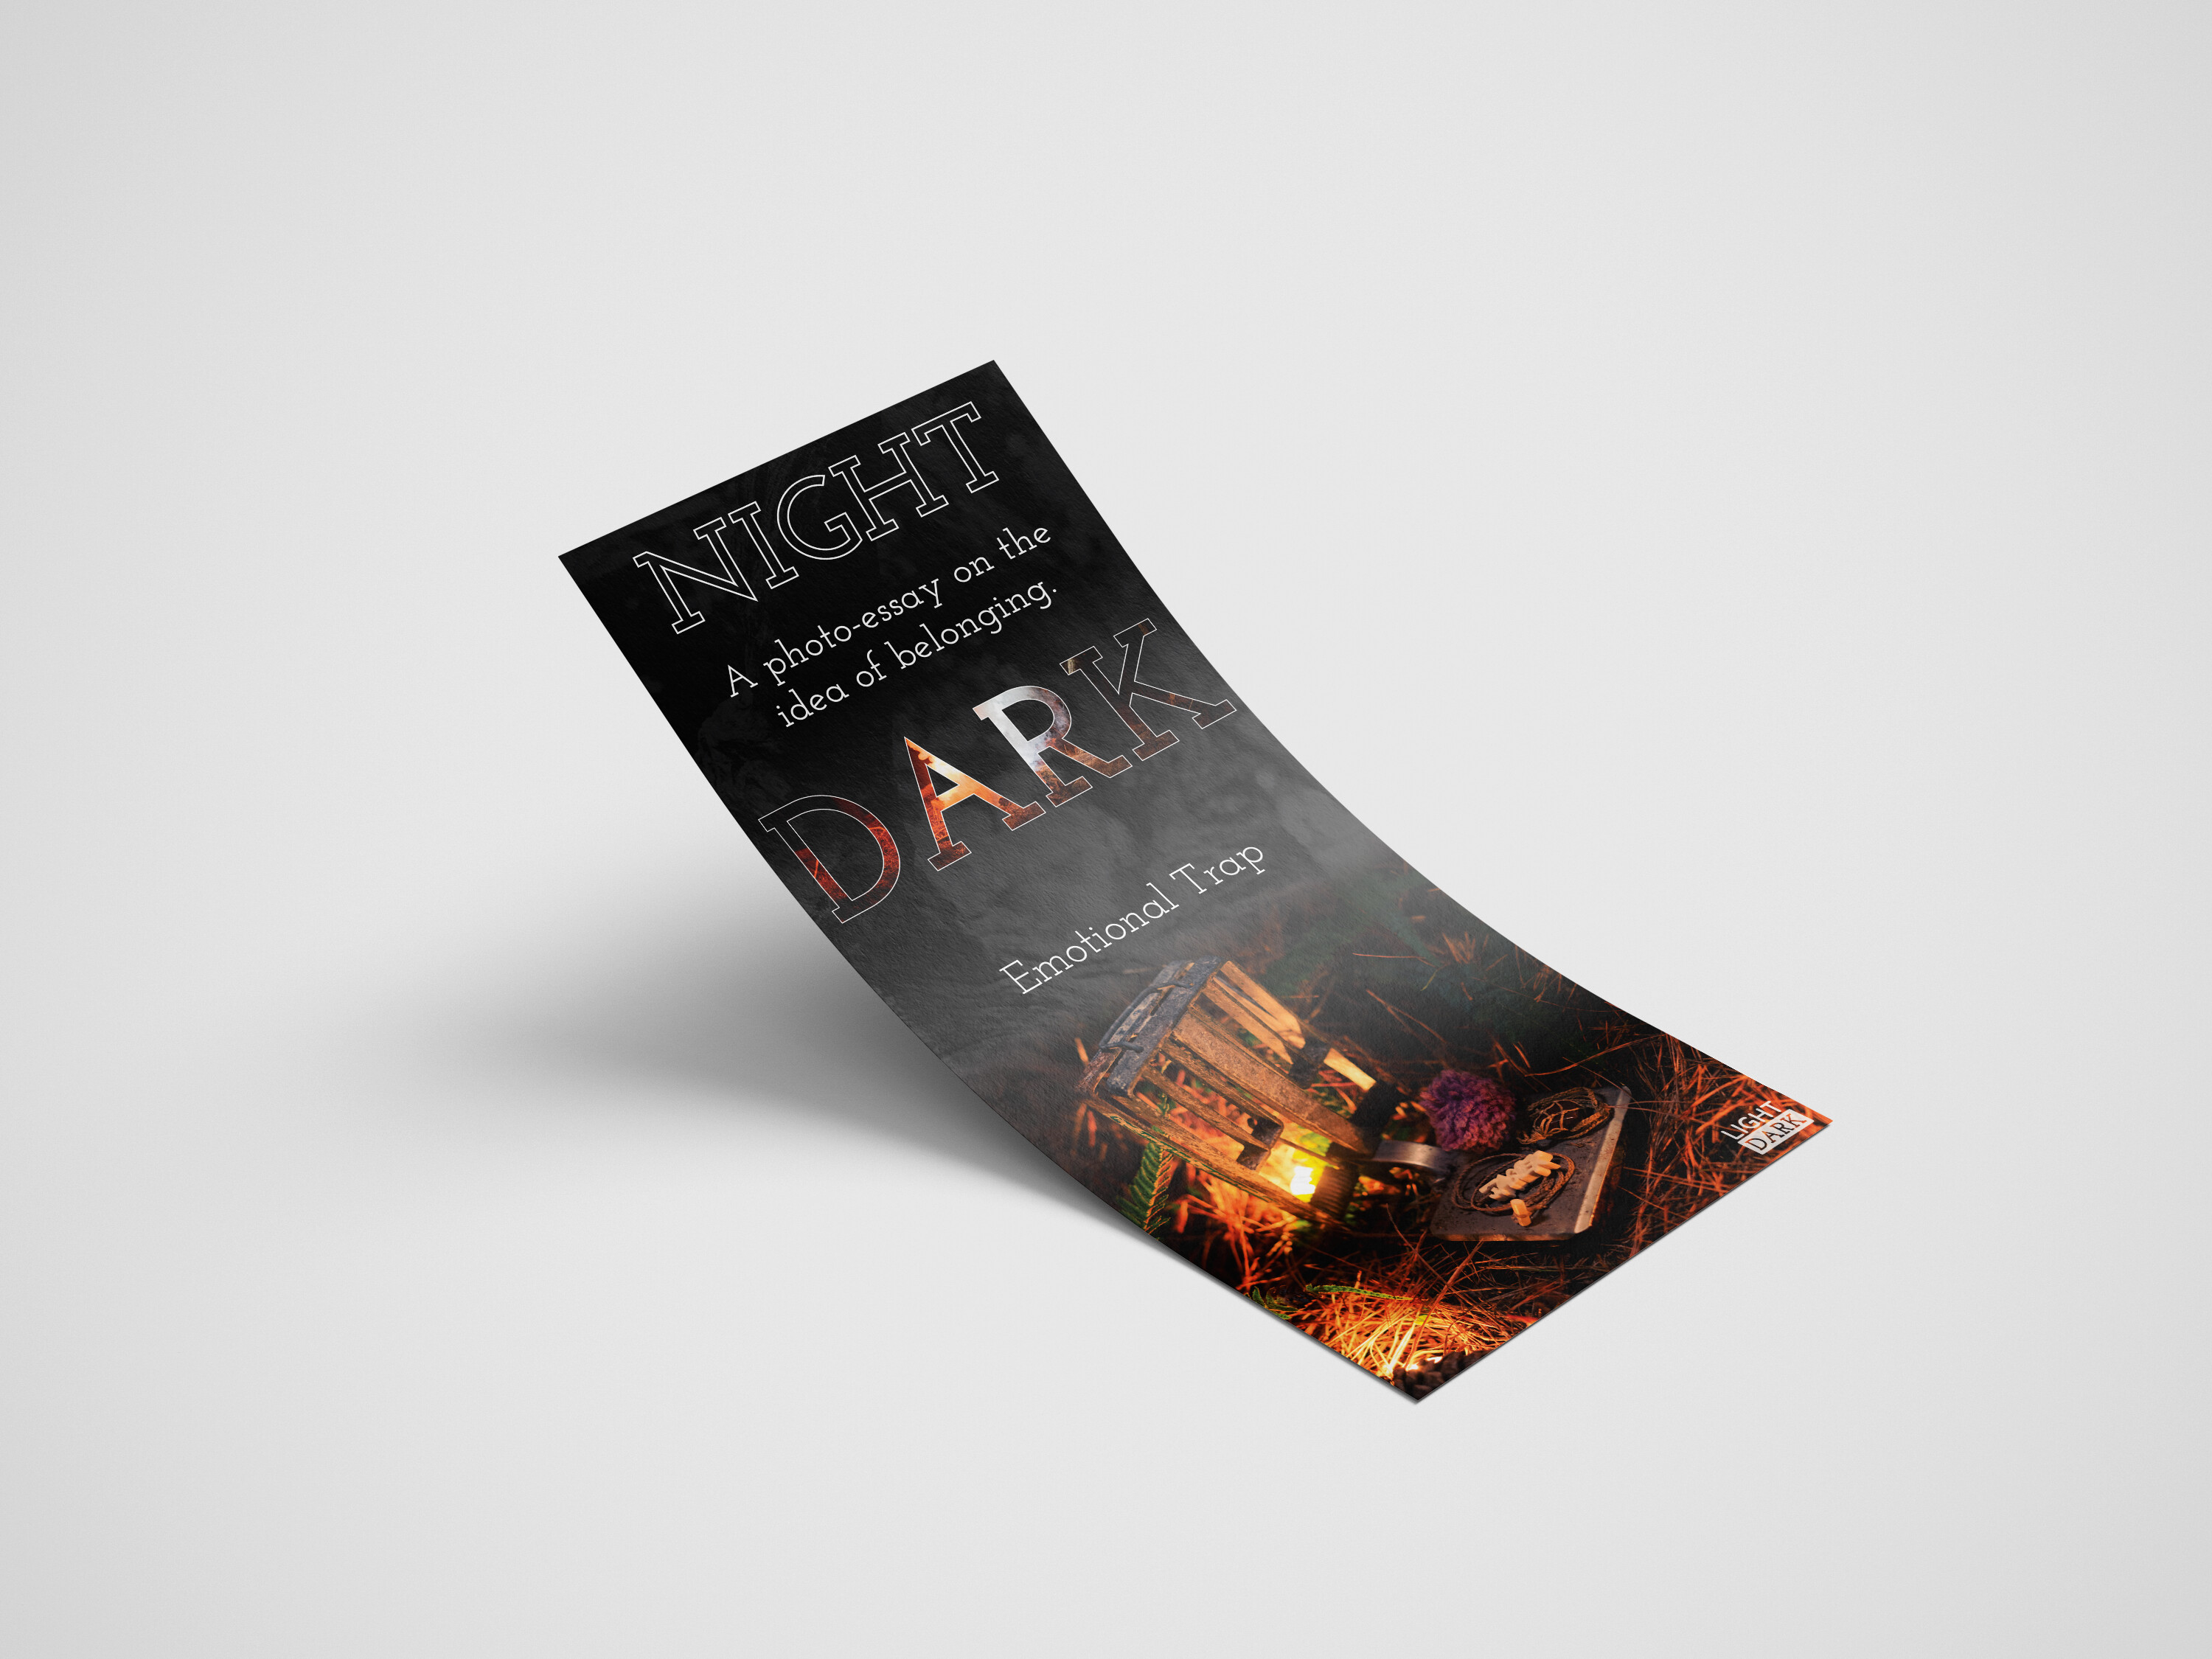 NIGHT
A photo-essay on the
idea of belonging.
DARK
Emotional Trap
LIGHT
DARK